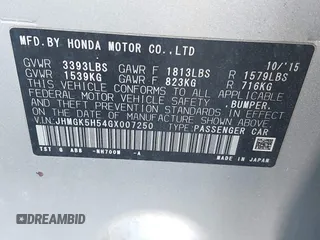 MFD.BY HONDA MOTOR CO.,LTD 10/'15
GVWR 3393LBS GAWR F 1813LBS R 1579LBS
GVWR 1539KG GAWR F 823KG R 716KG
THIS VEHICLE CONFORMS TO ALL APPLICABLE
FEDERAL MOTOR VEHICLE SAFETY, BUMPER,
AND THEFT PREVENTION STANDARDS IN EFFECT
ON THE DATE OF MANUFACTURE SHOWN ABOVE.
V.I.N: JHMGK5H54GX007250 TYPE: PASSENGER CAR
NH700M -A
MADE IN JAPAN
DREAMBID